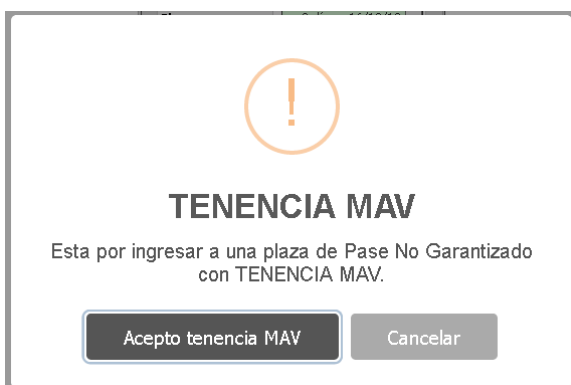 !
TENENCIA MAV
Esta por ingresar a una plaza de Pase No Garantizado
con TENENCIA MAV.
Acepto tenencia MAV
Cancelar